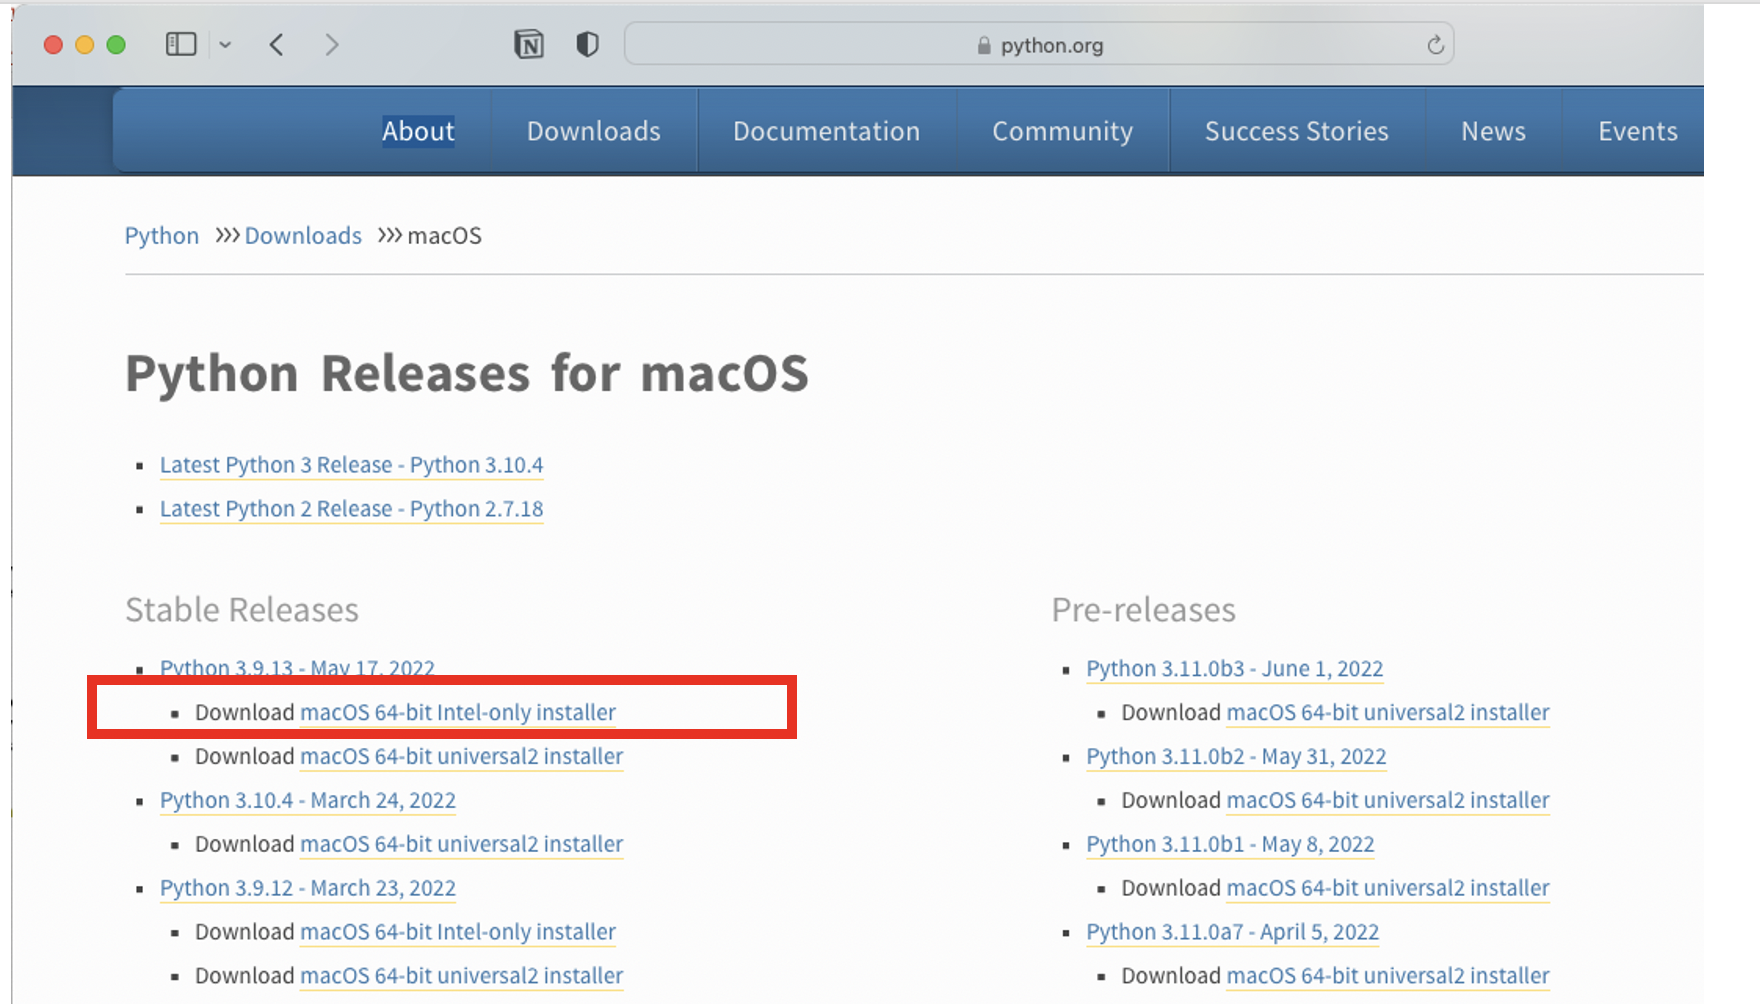 python.org
About Downloads Documentation Community Success Stories News Events
Python >>> Downloads >>> macOS
Python Releases for macOS
Latest Python 3 Release - Python 3.10.4
Latest Python 2 Release - Python 2.7.18
Stable Releases
Python 3.9.13 - May 17, 2022
Download macOS 64-bit Intel-only installer
Download macOS 64-bit universal2 installer
Python 3.10.4 - March 24, 2022
Download macOS 64-bit universal2 installer
Python 3.9.12 - March 23, 2022
Download macOS 64-bit Intel-only installer
Download macOS 64-bit universal2 installer
Pre-releases
Python 3.11.0b3 - June 1, 2022
Download macOS 64-bit universal2 installer
Python 3.11.0b2 - May 31, 2022
Download macOS 64-bit universal2 installer
Python 3.11.0b1 - May 8, 2022
Download macOS 64-bit universal2 installer
Python 3.11.0a7 - April 5, 2022
Download macOS 64-bit universal2 installer